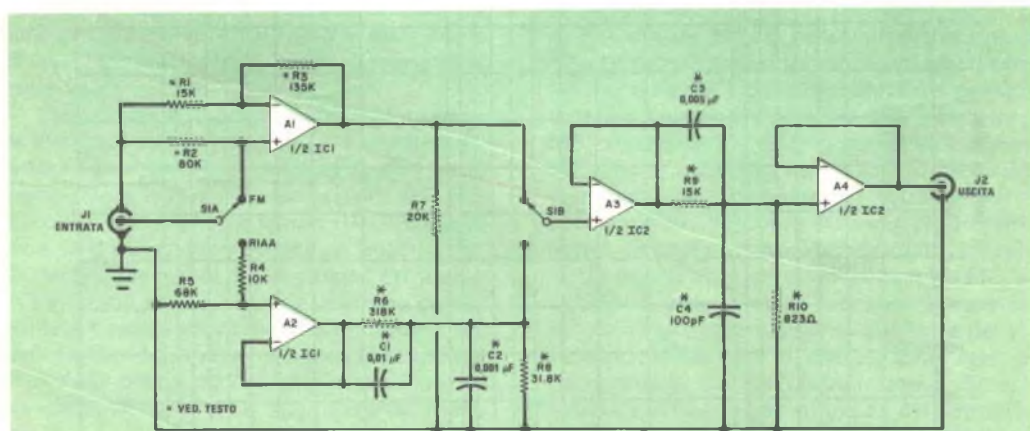 * R1
15K
* R3
135K
−
A1
+
1/2 IC1
* R2
80K
FM
S1A
J1
ENTRATA
RIAA
R4
10K
R5
68K
+
A2
−
1/2 IC1
*
R6
318K
*
C1
0,01 µF
*
C2
0,001 µF
R7
20K
S1B
R8
31.8K
−
A3
+
1/2 IC2
*
C3
0,005 µF
*
R9
15K
*
C4
100pF
*
R10
823Ω
−
A4
+
1/2 IC2
J2
USCITA
* VED. TESTO